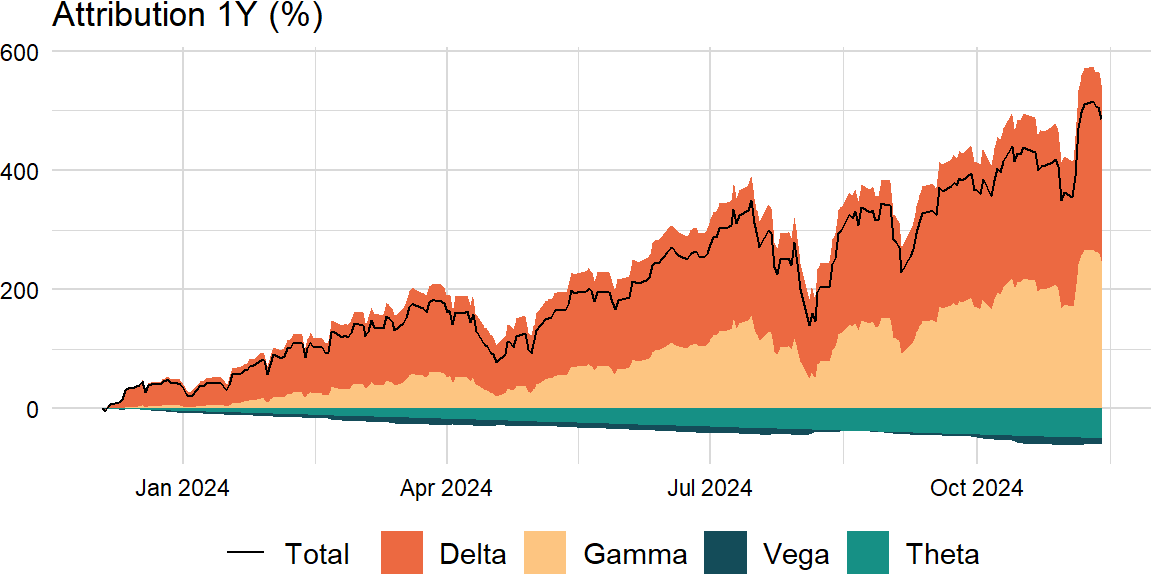 Attribution 1Y (%)
600
400
200
0
Jan 2024 Apr 2024 Jul 2024 Oct 2024
Total Delta Gamma Vega Theta